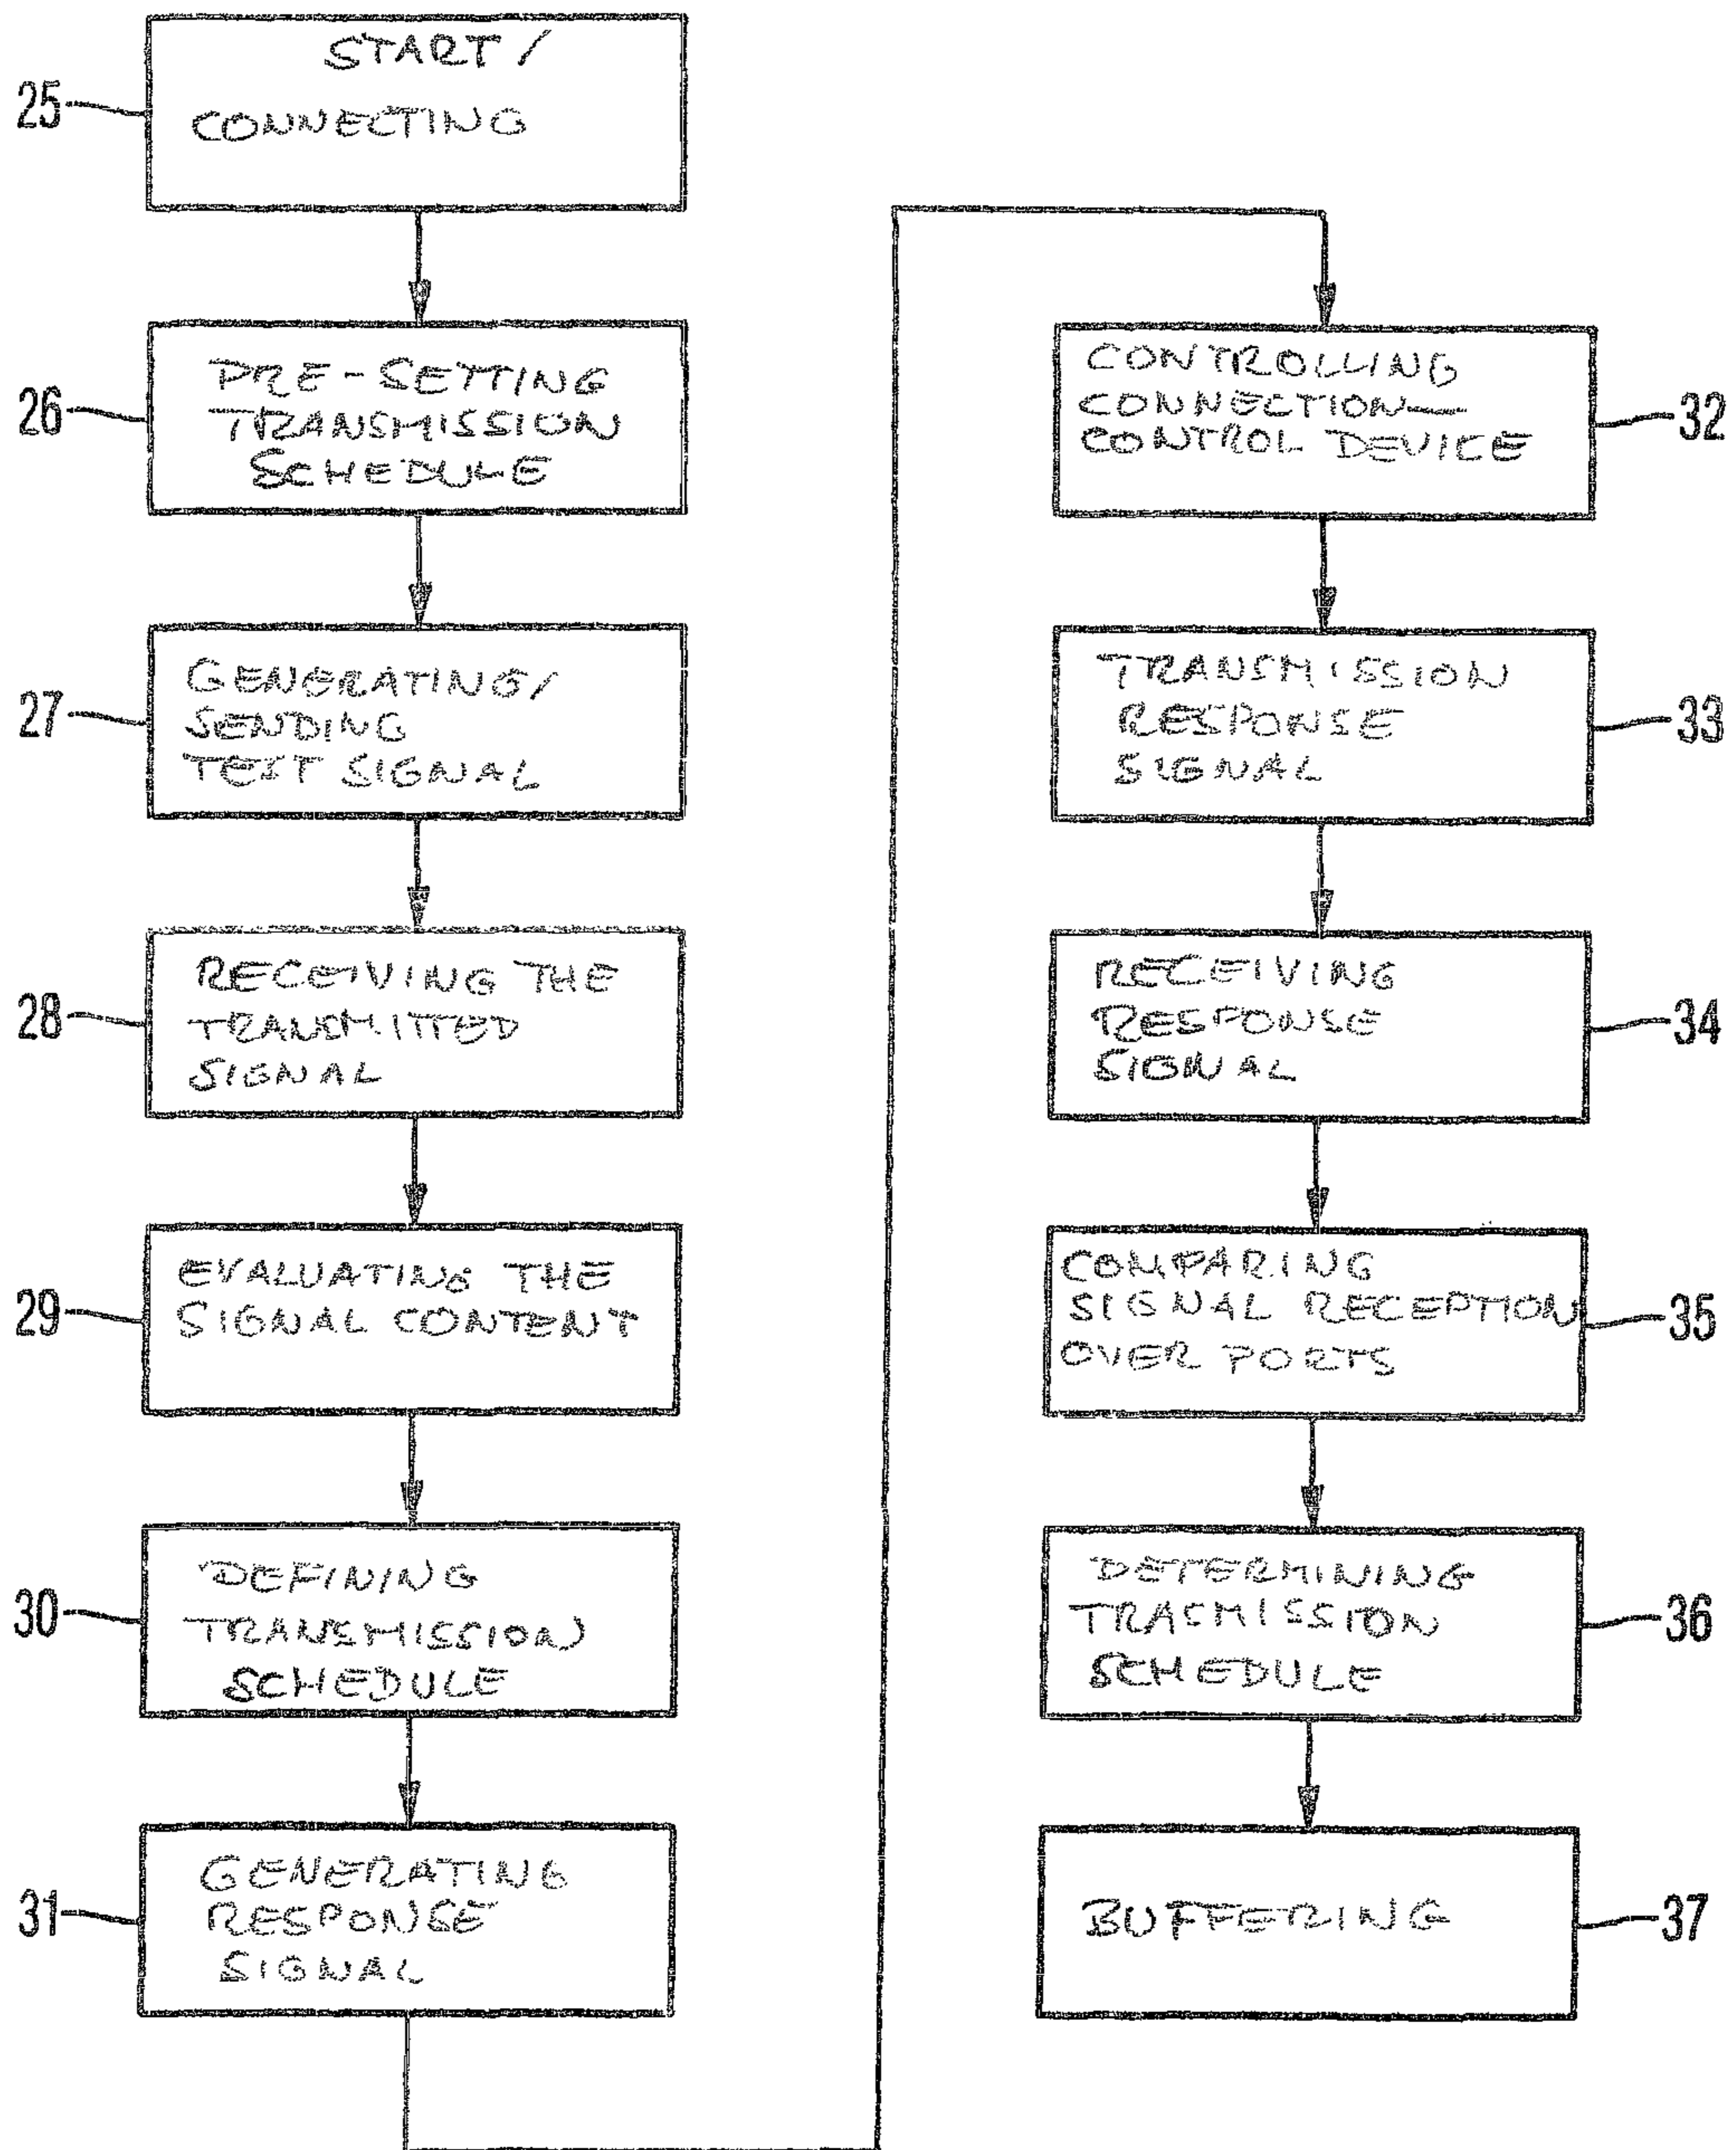 25
START /
CONNECTING
26
PRE-SETTING
TRANSMISSION
SCHEDULE
27
GENERATING/
SENDING
TEST SIGNAL
28
RECEIVING THE
TRANSMITTED
SIGNAL
29
EVALUATING THE
SIGNAL CONTENT
30
DEFINING
TRANSMISSION
SCHEDULE
31
GENERATING
RESPONSE
SIGNAL
CONTROLLING
CONNECTION-
CONTROL DEVICE
32
TRANSMISSION
RESPONSE
SIGNAL
33
RECEIVING
RESPONSE
SIGNAL
34
COMPARING
SIGNAL RECEPTION
OVER PORTS
35
DETERMINING
TRASMISSION
SCHEDULE
36
BUFFERING
37